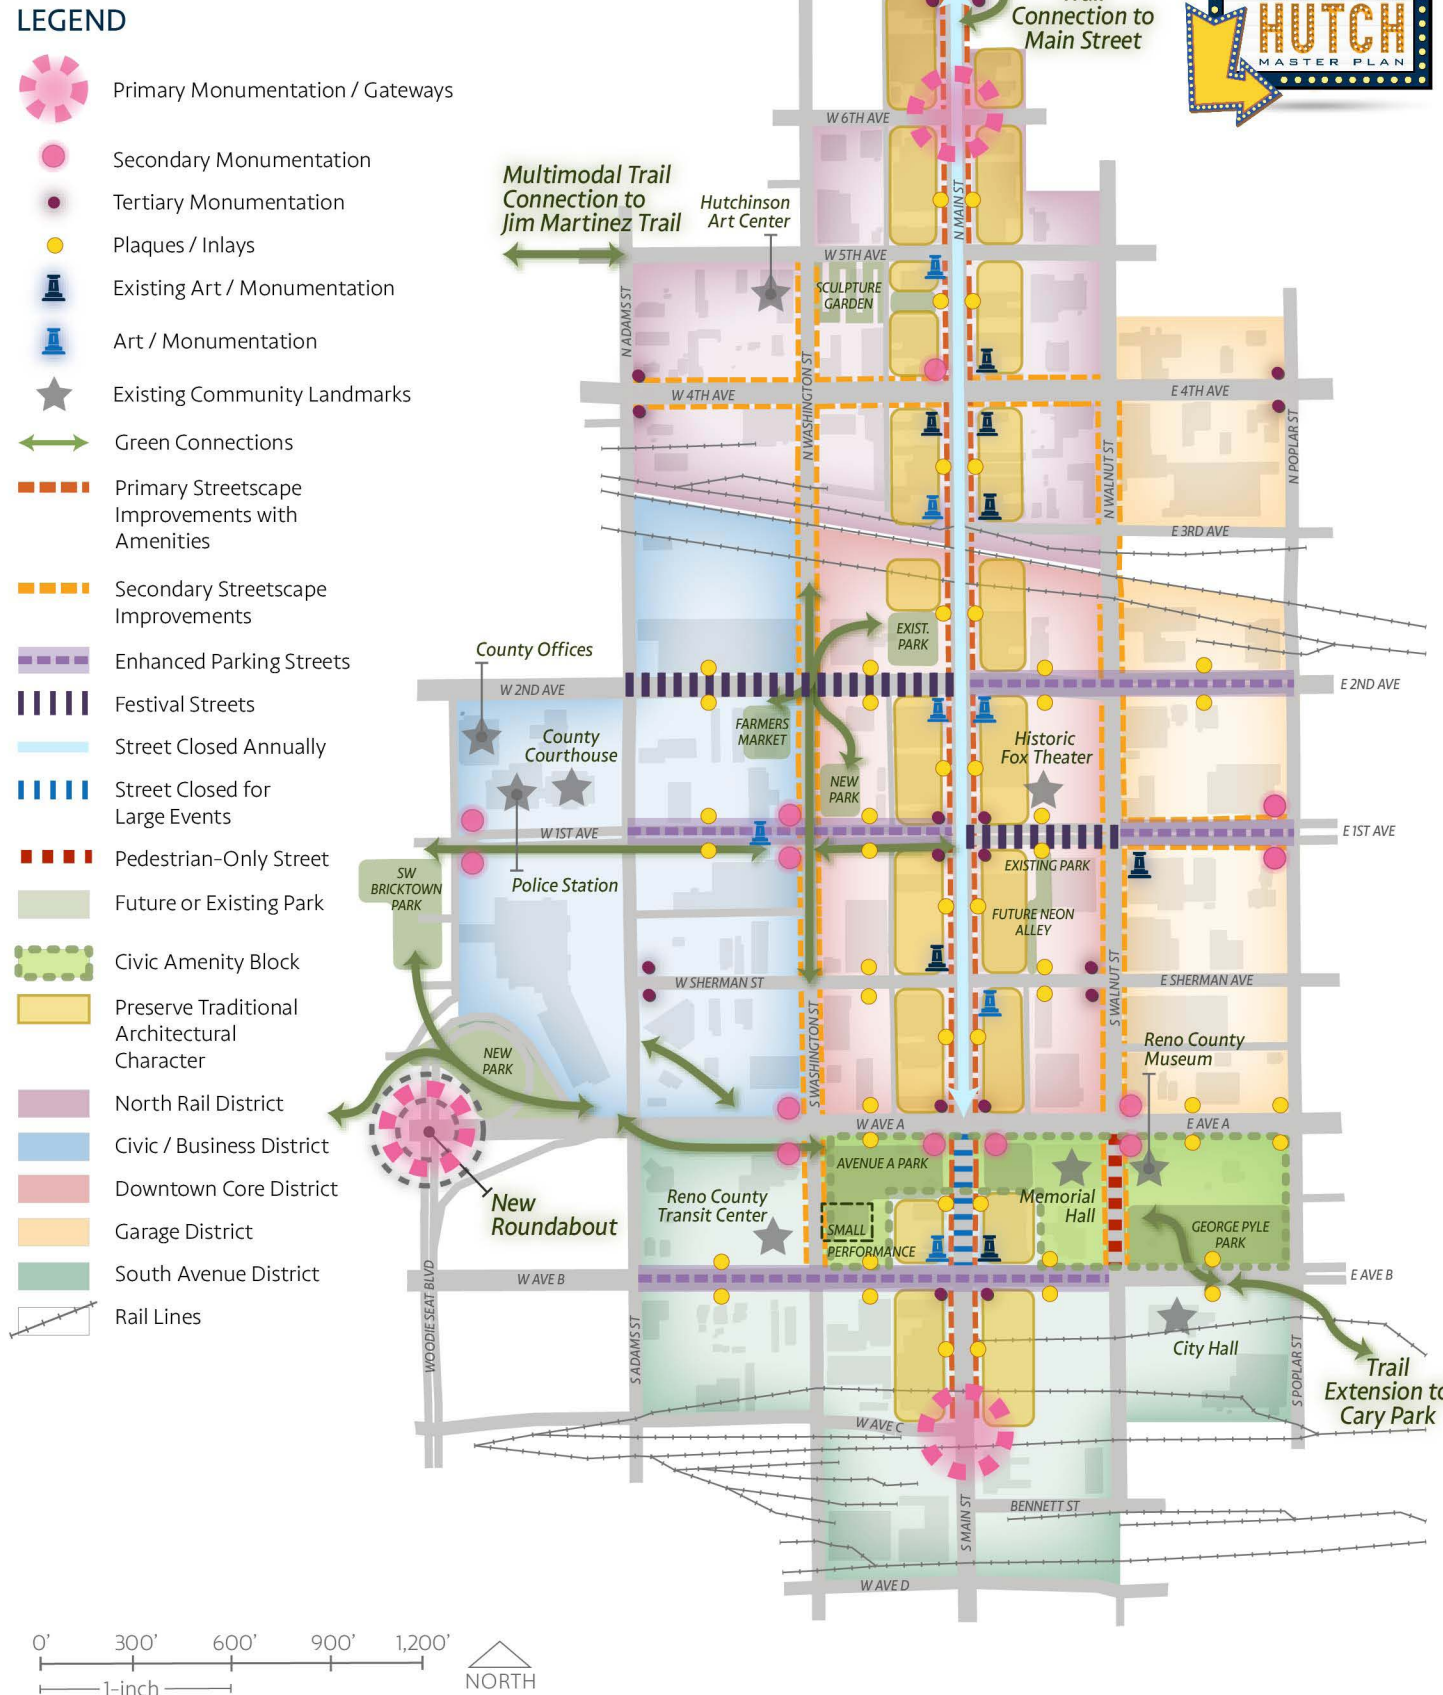 LEGEND
Primary Monumentation / Gateways
Secondary Monumentation
Tertiary Monumentation
Plaques / Inlays
Existing Art / Monumentation
Art / Monumentation
Existing Community Landmarks
Green Connections
Primary Streetscape
Improvements with
Amenities
Secondary Streetscape
Improvements
Enhanced Parking Streets
Festival Streets
Street Closed Annually
Street Closed for
Large Events
Pedestrian-Only Street
Future or Existing Park
Civic Amenity Block
Preserve Traditional
Architectural
Character
North Rail District
Civic / Business District
Downtown Core District
Garage District
South Avenue District
Rail Lines
0' 300' 600' 900' 1,200'
1-inch
NORTH
Connection to
Main Street
HUTCH
MASTER PLAN
W 6TH AVE
Multimodal Trail
Connection to
Jim Martinez Trail
Hutchinson
Art Center
N MAIN ST
W 5TH AVE
SCULPTURE
GARDEN
N ADAMS ST
N WASHINGTON ST
W 4TH AVE
E 4TH AVE
N WALNUT ST
N POPLAR ST
E 3RD AVE
EXIST.
PARK
County Offices
W 2ND AVE
E 2ND AVE
FARMERS
MARKET
County
Courthouse
Historic
Fox Theater
NEW
PARK
W 1ST AVE
E 1ST AVE
SW
BRICKTOWN
PARK
Police Station
EXISTING PARK
FUTURE NEON
ALLEY
W SHERMAN ST
E SHERMAN AVE
S WASHINGTON ST
S WALNUT ST
NEW
PARK
Reno County
Museum
W AVE A
E AVE A
AVENUE A PARK
New
Roundabout
Reno County
Transit Center
Memorial
Hall
SMALL
PERFORMANCE
GEORGE PYLE
PARK
W AVE B
E AVE B
WOODIE SEAT BLVD
S ADAMS ST
City Hall
S POPLAR ST
Trail
Extension to
Cary Park
W AVE C
S MAIN ST
BENNETT ST
W AVE D